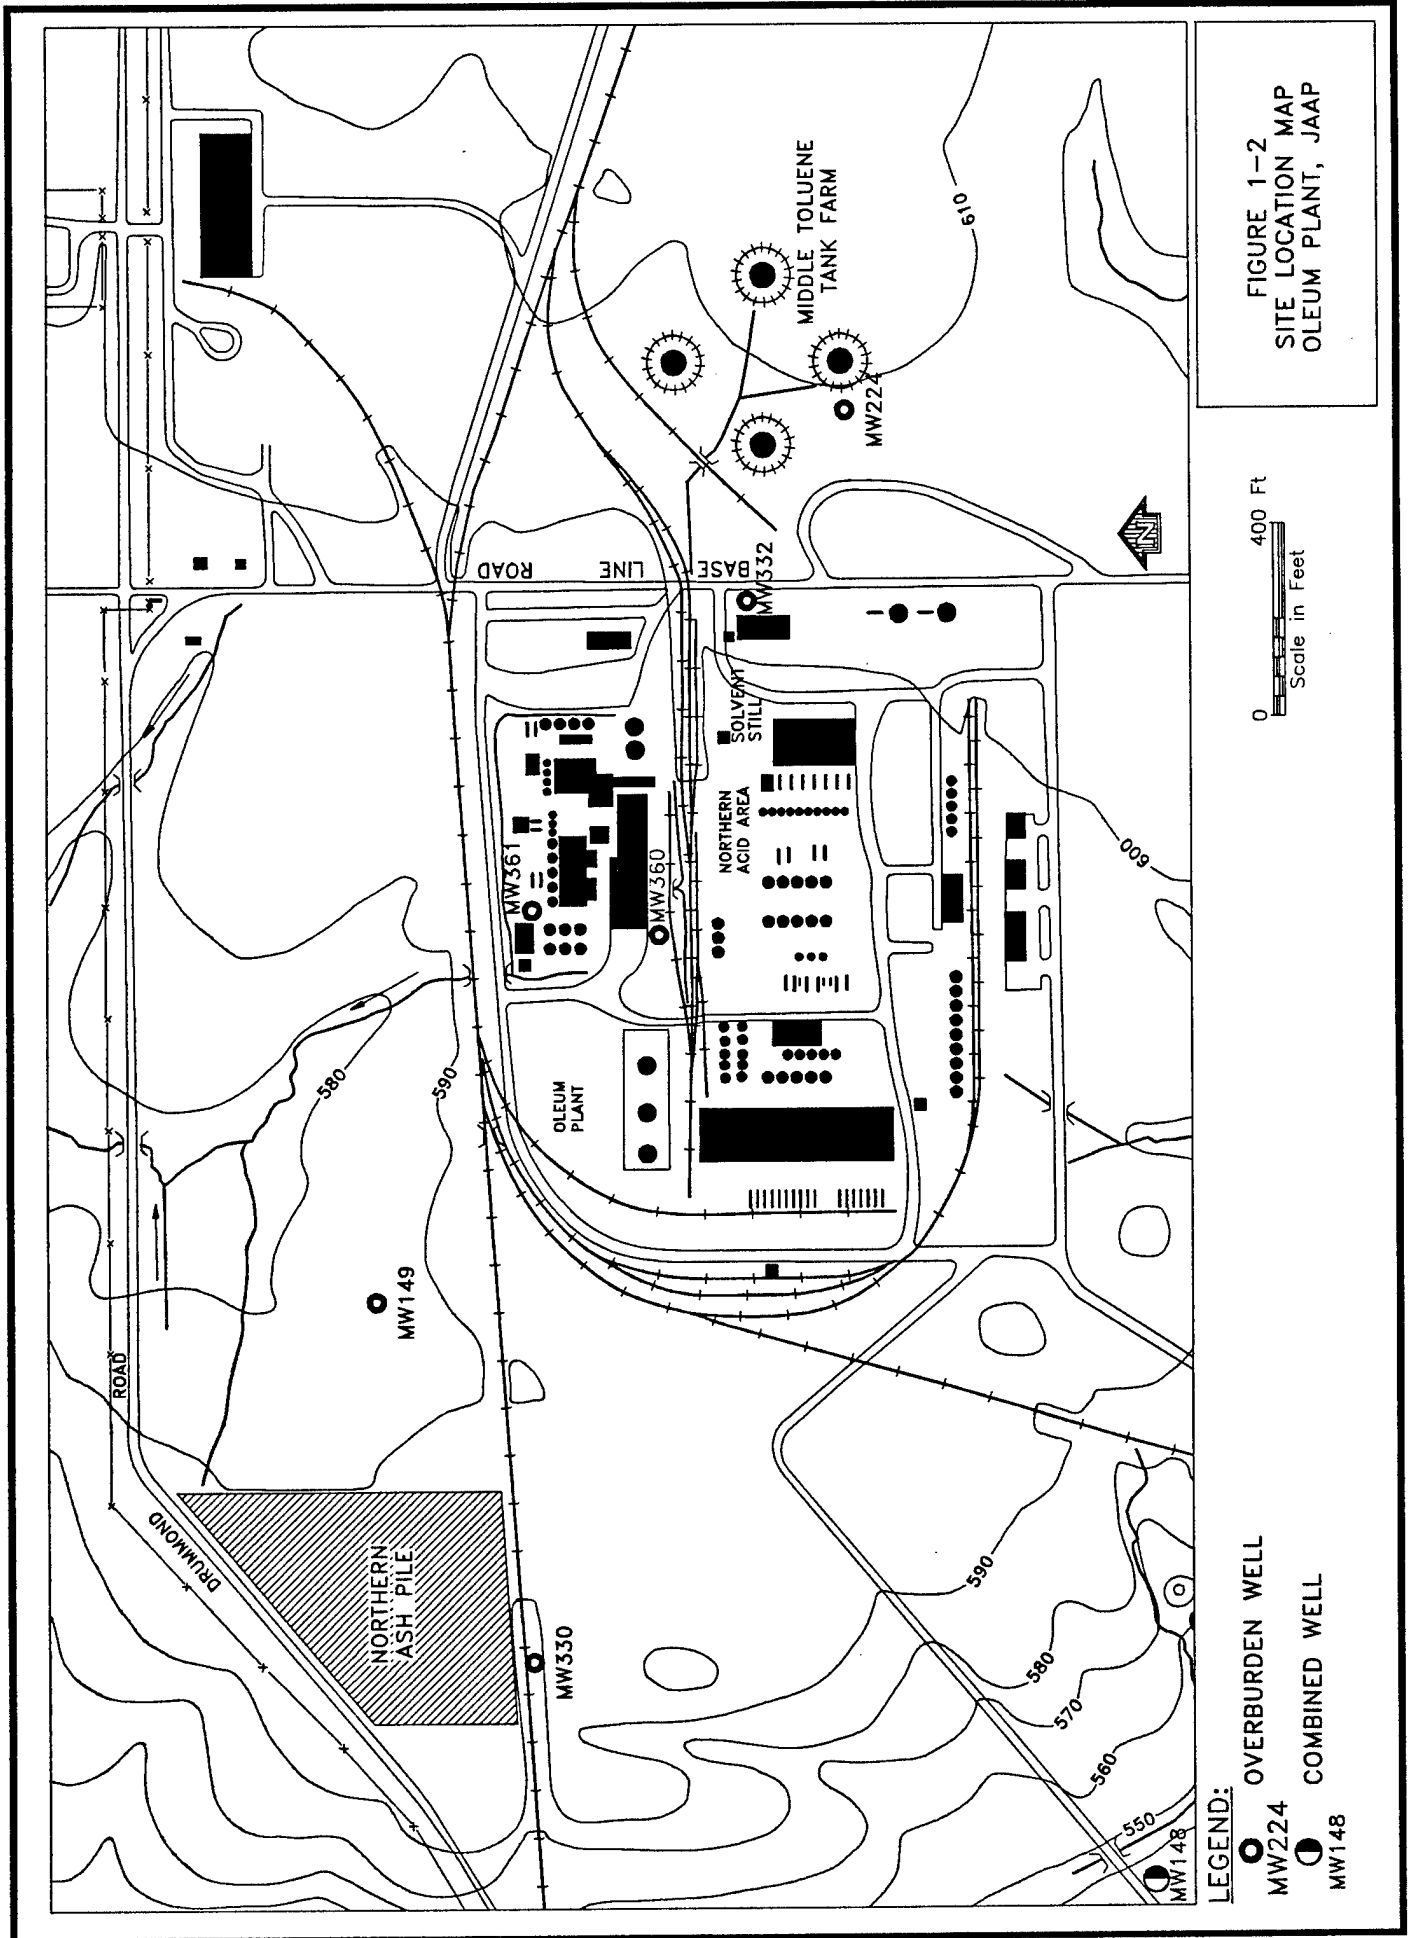 FIGURE 1-2
SITE LOCATION MAP
OLEUM PLANT, JAAP
MIDDLE TOLUENE
TANK FARM
610
MW224
BASE LINE ROAD
MW332
SOLVENT
STILL
NORTHERN
ACID AREA
MW361
MW360
600
OLEUM
PLANT
580
590
MW149
ROAD
DRUMMOND
NORTHERN
ASH PILE
MW330
590
580
570
560
550
MW148
N
0 400 Ft
Scale in Feet
LEGEND:
MW224 OVERBURDEN WELL
MW148 COMBINED WELL